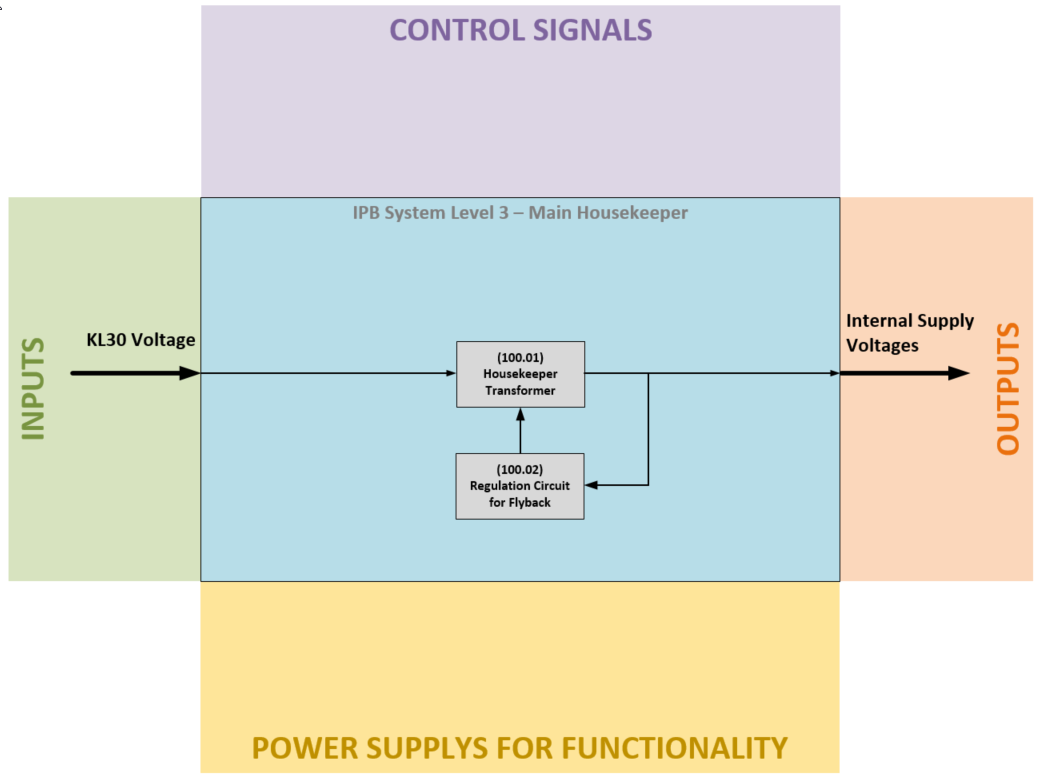 CONTROL SIGNALS
IPB System Level 3 – Main Housekeeper
INPUTS
KL30 Voltage
(100.01)
Housekeeper
Transformer
(100.02)
Regulation Circuit
for Flyback
Internal Supply
Voltages
OUTPUTS
POWER SUPPLYS FOR FUNCTIONALITY